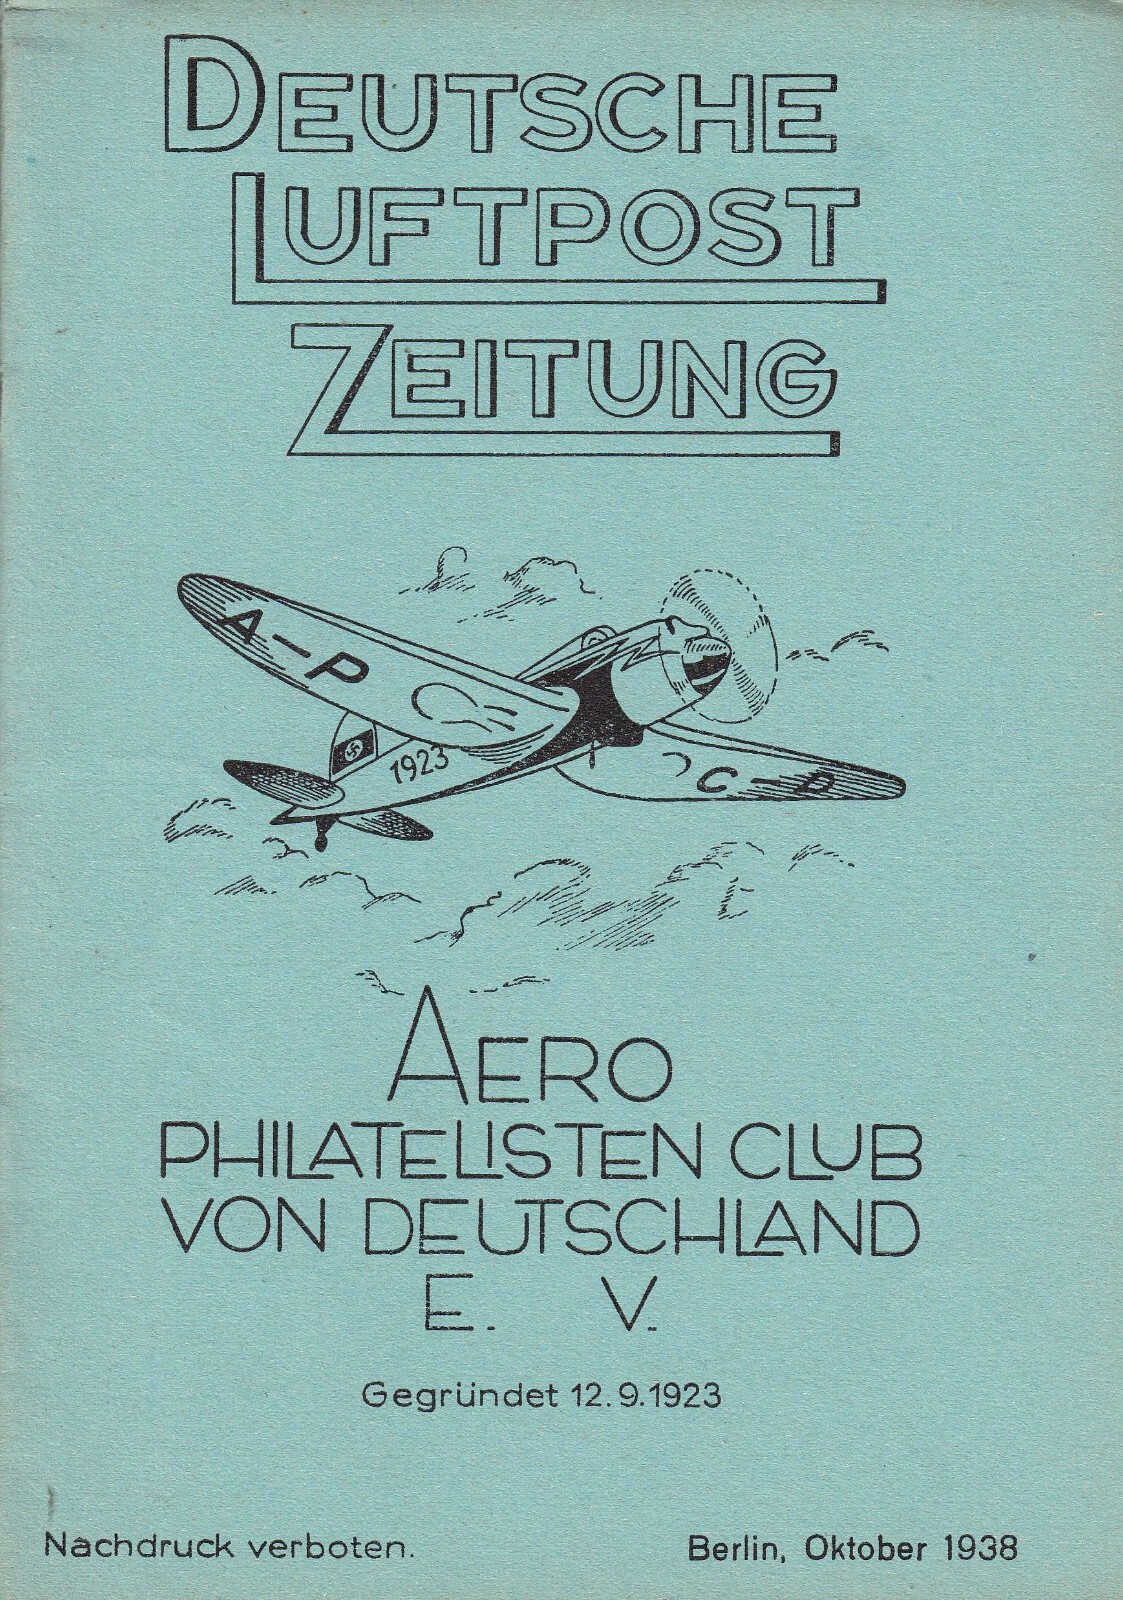 DEUTSCHE
LUFTPOST
ZEITUNG
A-P
1923
C-D
AERO
PHILATELISTEN CLUB
VON DEUTSCHLAND
E. V.
Gegründet 12.9.1923
Nachdruck verboten.
Berlin, Oktober 1938